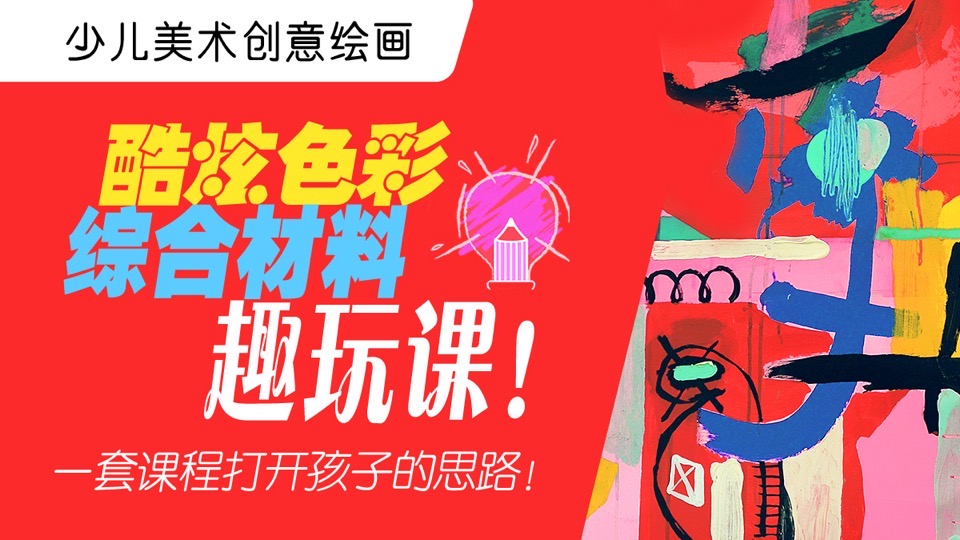 少儿美术创意绘画
酷炫色彩
综合材料
趣玩课！
一套课程打开孩子的思路！